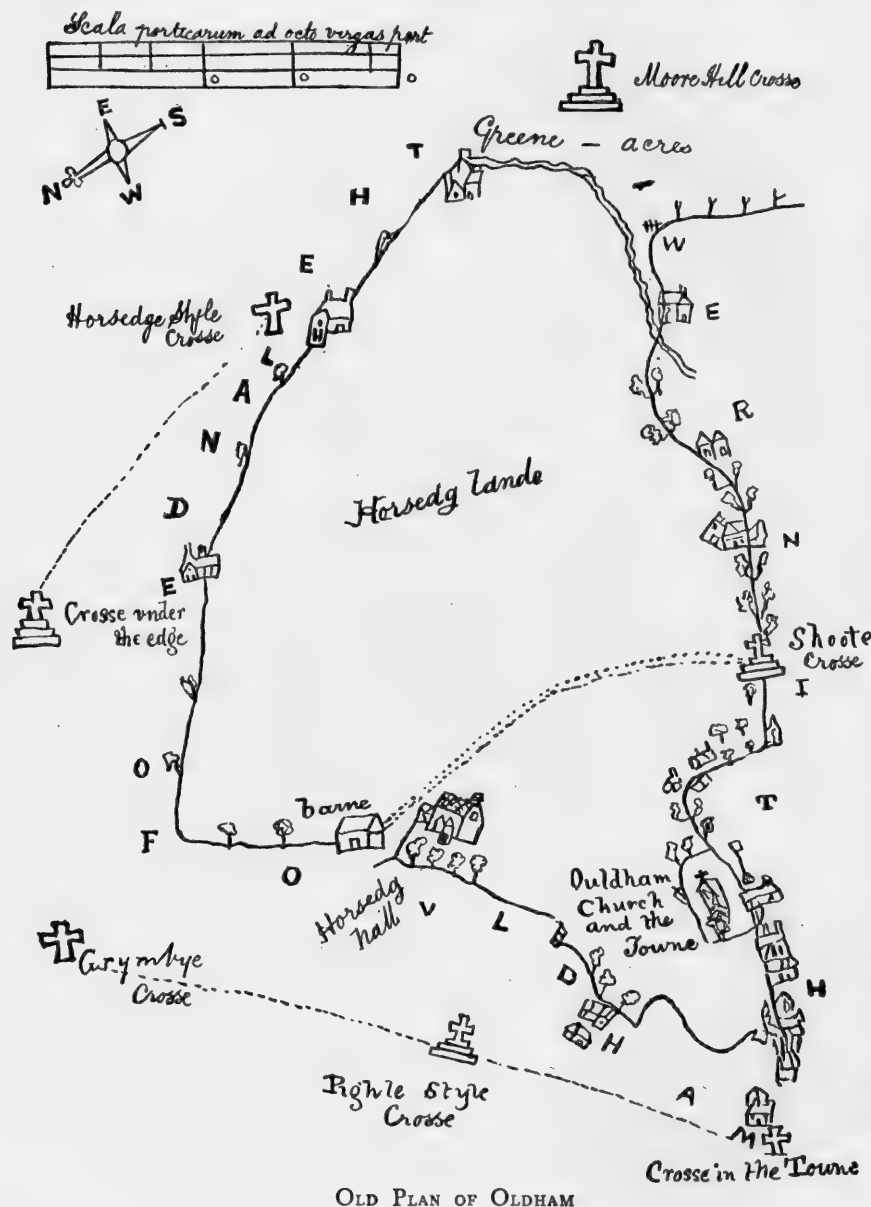 Scala porticarum ad octo vergas port
E
S
N
W
Moore Hill Crosse
Greene - acres
T H E L A N D E O F O V L D H A M
W E R N I T H
Horsedge Style
Crosse
Horsedg Lande
Crosse vnder
the edge
Shoote
Crosse
barne
Horsedg
hall
Ouldham
Church
and the
Towne
Grymbye
Crosse
Pighle Style
Crosse
Crosse in the Towne
OLD PLAN OF OLDHAM